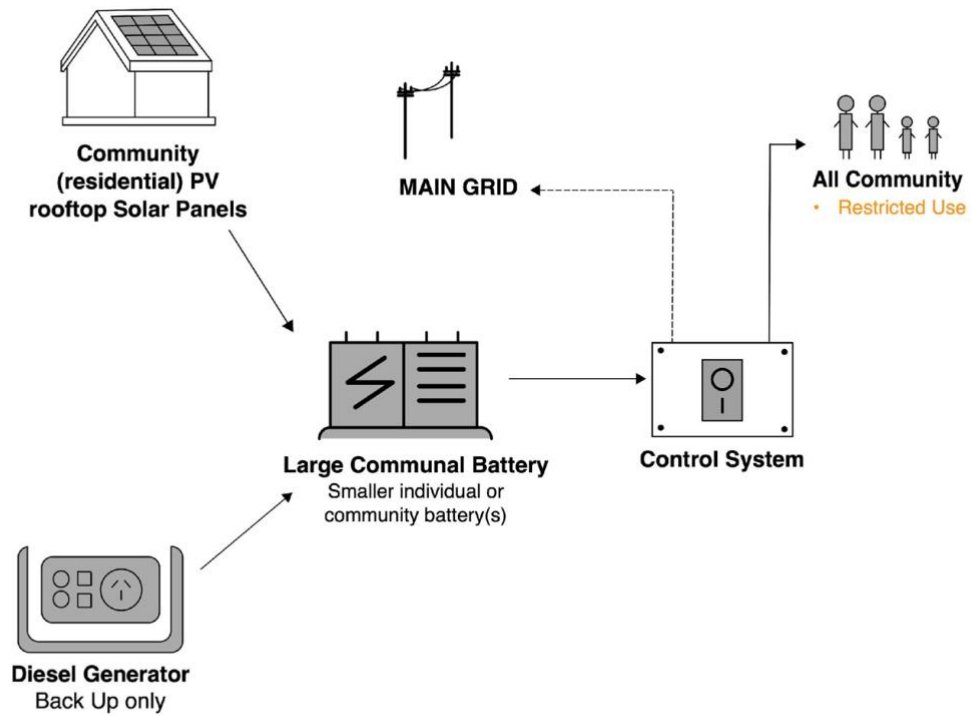 Community
(residential) PV
rooftop Solar Panels
MAIN GRID
All Community
• Restricted Use
Large Communal Battery
Smaller individual or
community battery(s)
Control System
Diesel Generator
Back Up only